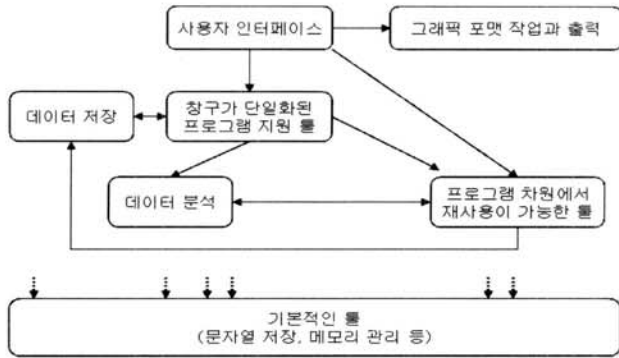 사용자 인터페이스
그래픽 포맷 작업과 출력
데이터 저장
창구가 단일화된
프로그램 지원 툴
데이터 분석
프로그램 차원에서
재사용이 가능한 툴
기본적인 툴
(문자열 저장, 메모리 관리 등)